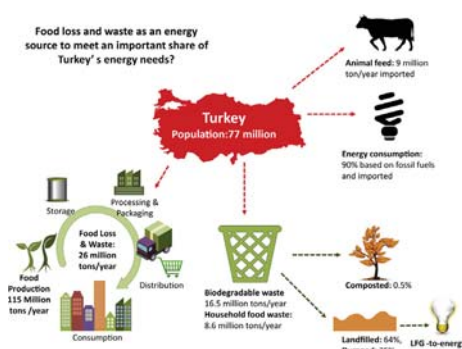 Food loss and waste as an energy
source to meet an important share of
Turkey' s energy needs?
Animal feed: 9 million
ton/year imported
Turkey
Population:77 million
Energy consumption:
90% based on fossil fuels
and imported
Processing &
Packaging
Storage
Food Loss
& Waste:
26 million
tons/year
Food
Production
115 Million
tons /year
Distribution
Consumption
Biodegradable waste
16.5 million tons/year
Household food waste:
8.6 million tons/year
Composted: 0.5%
Landfilled: 64%,
LFG -to-energ